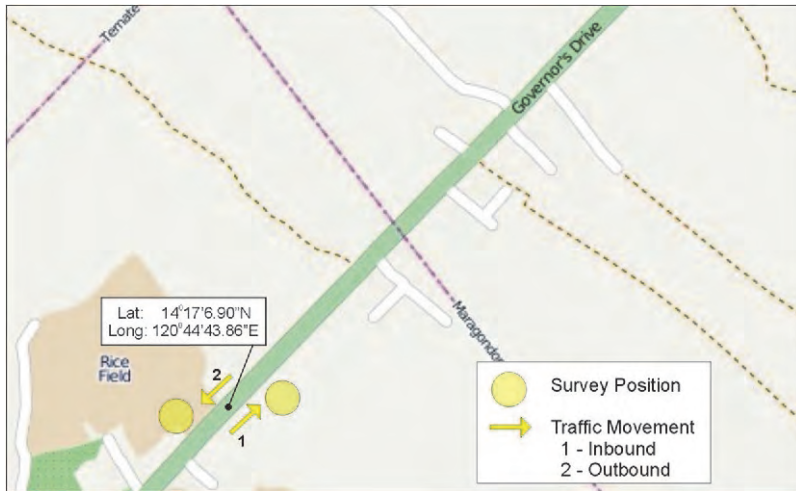 Ternate
Governor's Drive
Lat: 14°17'6.90"N
Long: 120°44'43.86"E
Rice
Field
2
1
Maragondon
Survey Position
Traffic Movement
1 - Inbound
2 - Outbound